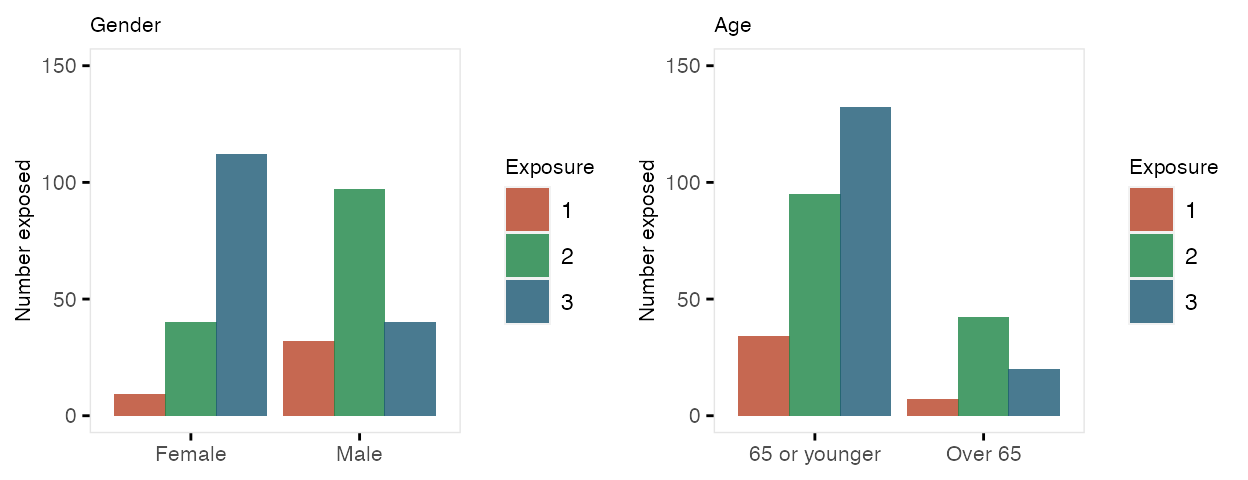 Gender
150
100
50
0
Number exposed
Female
Male
Exposure
1
2
3
Age
150
100
50
0
Number exposed
65 or younger
Over 65
Exposure
1
2
3